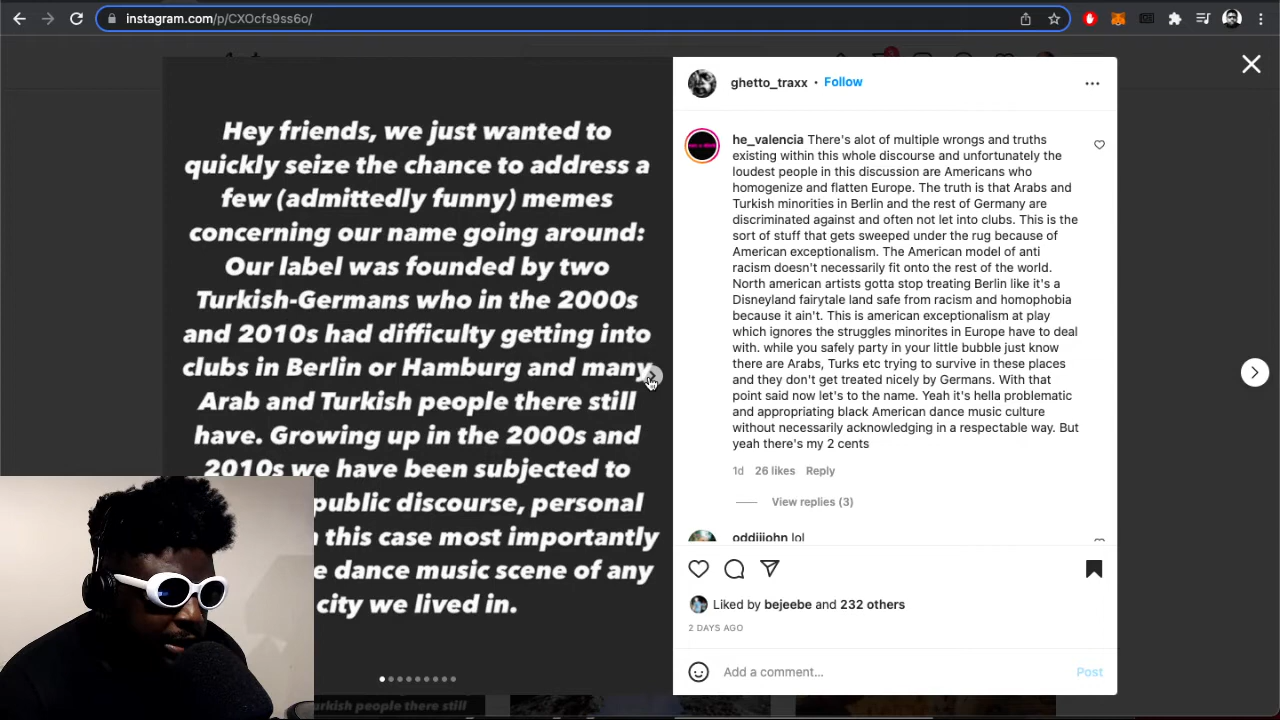 instagram.com/p/CXOcfs9ss6o/
Hey friends, we just wanted to
quickly seize the chance to address a
few (admittedly funny) memes
concerning our name going around:
Our label was founded by two
Turkish-Germans who in the 2000s
and 2010s had difficulty getting into
clubs in Berlin or Hamburg and many
Arab and Turkish people there still
have. Growing up in the 2000s and
2010s we have been subjected to
public discourse, personal
this case most importantly
dance music scene of any
city we lived in.
ghetto_traxx • Follow
he_valencia There's alot of multiple wrongs and truths
existing within this whole discourse and unfortunately the
loudest people in this discussion are Americans who
homogenize and flatten Europe. The truth is that Arabs and
Turkish minorities in Berlin and the rest of Germany are
discriminated against and often not let into clubs. This is the
sort of stuff that gets sweeped under the rug because of
American exceptionalism. The American model of anti
racism doesn't necessarily fit onto the rest of the world.
North american artists gotta stop treating Berlin like it's a
Disneyland fairytale land safe from racism and homophobia
because it ain't. This is american exceptionalism at play
which ignores the struggles minorities in Europe have to deal
with. while you safely party in your little bubble just know
there are Arabs, Turks etc trying to survive in these places
and they don't get treated nicely by Germans. With that
point said now let's to the name. Yeah it's hella problematic
and appropriating black American dance music culture
without necessarily acknowledging in a respectable way. But
yeah there's my 2 cents
1d 26 likes Reply
View replies (3)
oddiijohn lol
Liked by bejeebe and 232 others
2 DAYS AGO
Add a comment... Post
urkish people there still